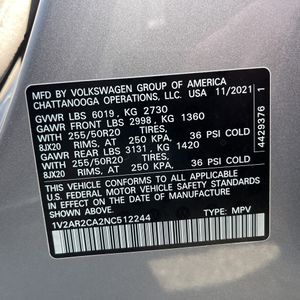 MFD. BY VOLKSWAGEN GROUP OF AMERICA
CHATTANOOGA OPERATIONS, LLC. USA 11/2021
GVWR LBS 6019, KG 2730
GAWR FRONT LBS 2998, KG 1360
WITH 255/50R20 TIRES,
8JX20 RIMS, AT 250 KPA. 36 PSI COLD
GAWR REAR LBS 3131, KG 1420
WITH 255/50R20 TIRES,
8JX20 RIMS, AT 250 KPA. 36 PSI COLD
THIS VEHICLE CONFORMS TO ALL APPLICABLE
U.S. FEDERAL MOTOR VEHICLE SAFETY
STANDARDS IN EFFECT ON THE DATE OF
MANUFACTURE SHOWN ABOVE.
1V2AR2CA2NC512244 TYPE: MPV
4429376 1